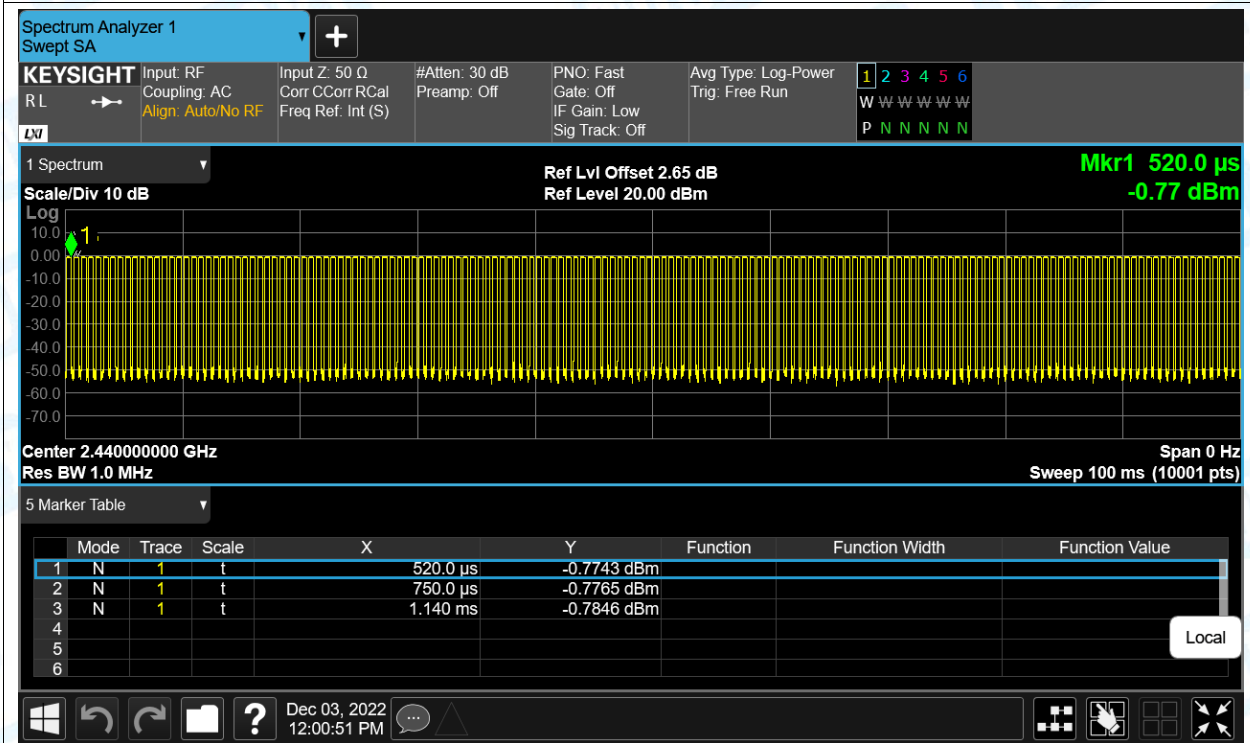 Spectrum Analyzer 1
Swept SA
KEYSIGHT
R L
LXI
Input: RF
Coupling: AC
Align: Auto/No RF
Input Z: 50 Ω
Corr CCorr RCal
Freq Ref: Int (S)
#Atten: 30 dB
Preamp: Off
PNO: Fast
Gate: Off
IF Gain: Low
Sig Track: Off
Avg Type: Log-Power
Trig: Free Run
1 2 3 4 5 6
W W W W W W
P N N N N N
1 Spectrum
Scale/Div 10 dB
Ref Lvl Offset 2.65 dB
Ref Level 20.00 dBm
Mkr1 520.0 µs
-0.77 dBm
Log
1
10.0
0.00
-10.0
-20.0
-30.0
-40.0
-50.0
-60.0
-70.0
Center 2.440000000 GHz
Res BW 1.0 MHz
Span 0 Hz
Sweep 100 ms (10001 pts)
5 Marker Table
Mode Trace Scale X Y Function Function Width Function Value
1 N 1 t 520.0 µs -0.7743 dBm
2 N 1 t 750.0 µs -0.7765 dBm
3 N 1 t 1.140 ms -0.7846 dBm
4
5
6
Local
?
Dec 03, 2022
12:00:51 PM